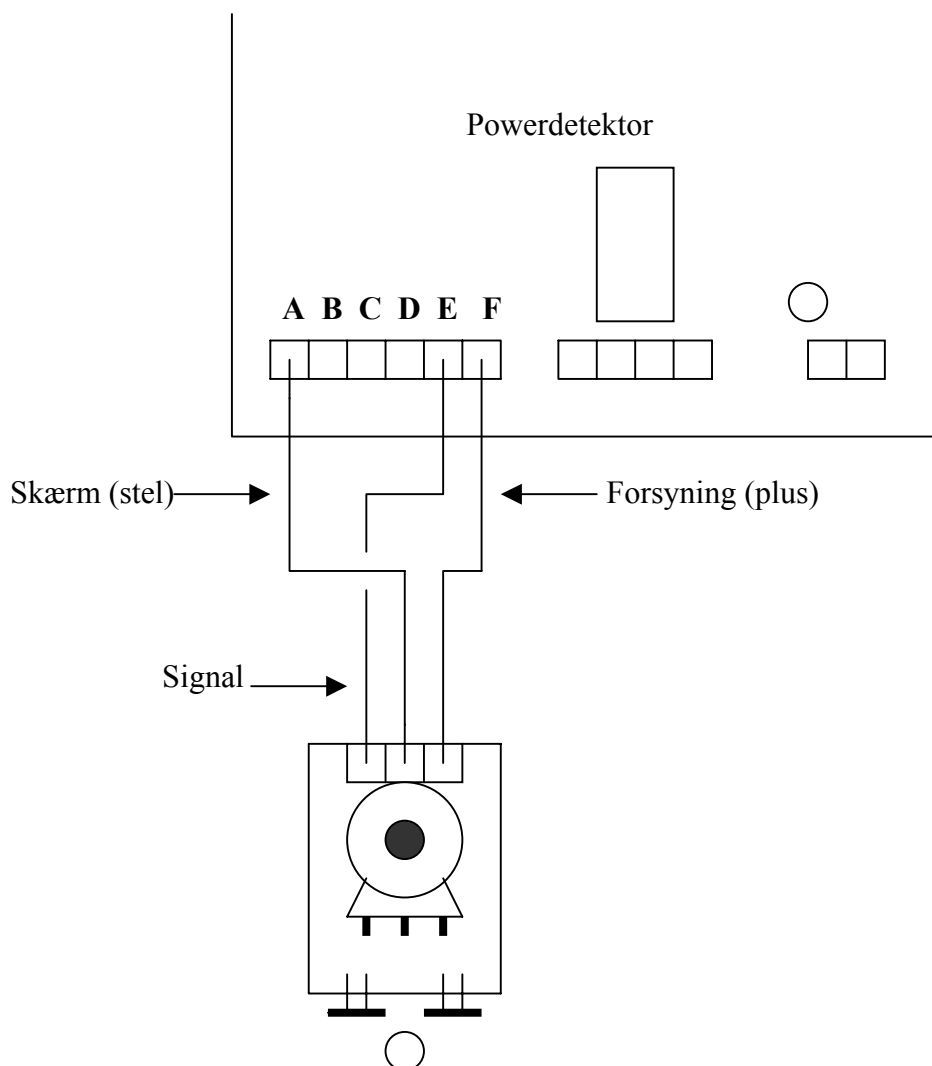 Powerdetektor
A B C D E F
Skærm (stel)
Forsyning (plus)
Signal